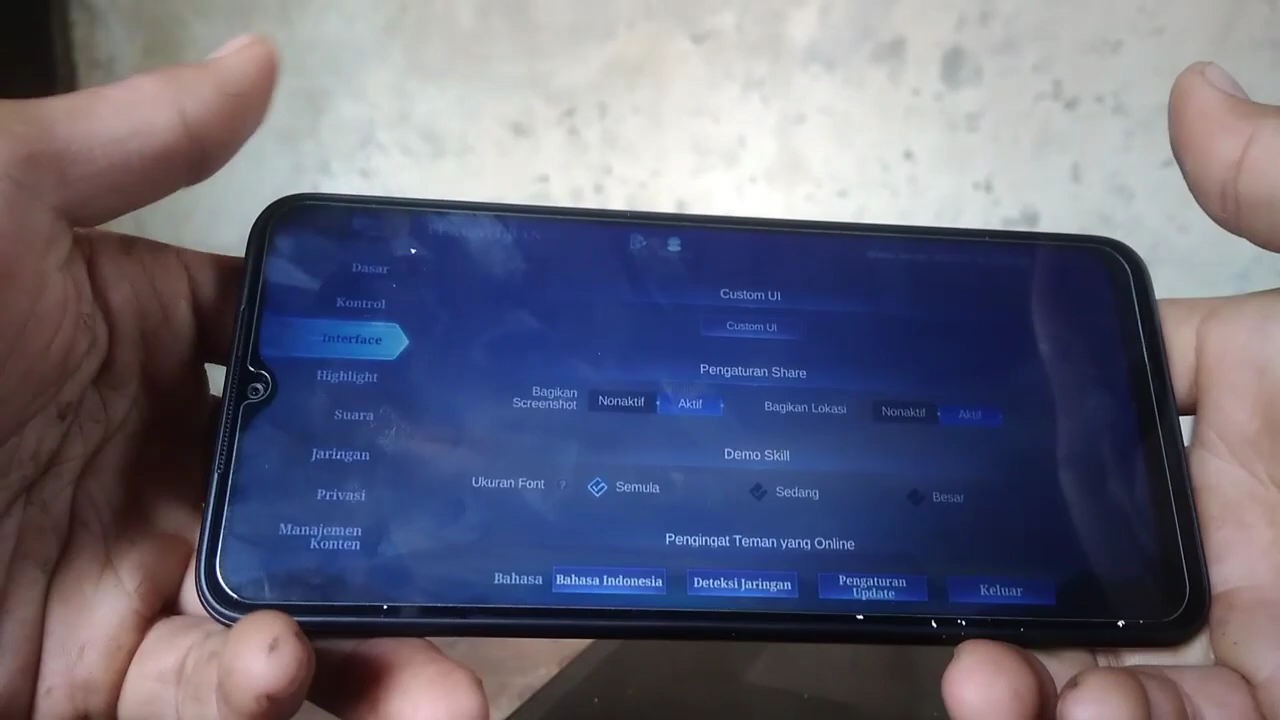 Dasar
Kontrol
Interface
Highlight
Suara
Jaringan
Privasi
Manajemen
Konten
Custom UI
Custom UI
Pengaturan Share
Bagikan
Screenshot
Nonaktif
Aktif
Bagikan Lokasi
Nonaktif
Aktif
Demo Skill
Ukuran Font ?
Semula
Sedang
Besar
Pengingat Teman yang Online
Bahasa
Bahasa Indonesia
Deteksi Jaringan
Pengaturan
Update
Keluar